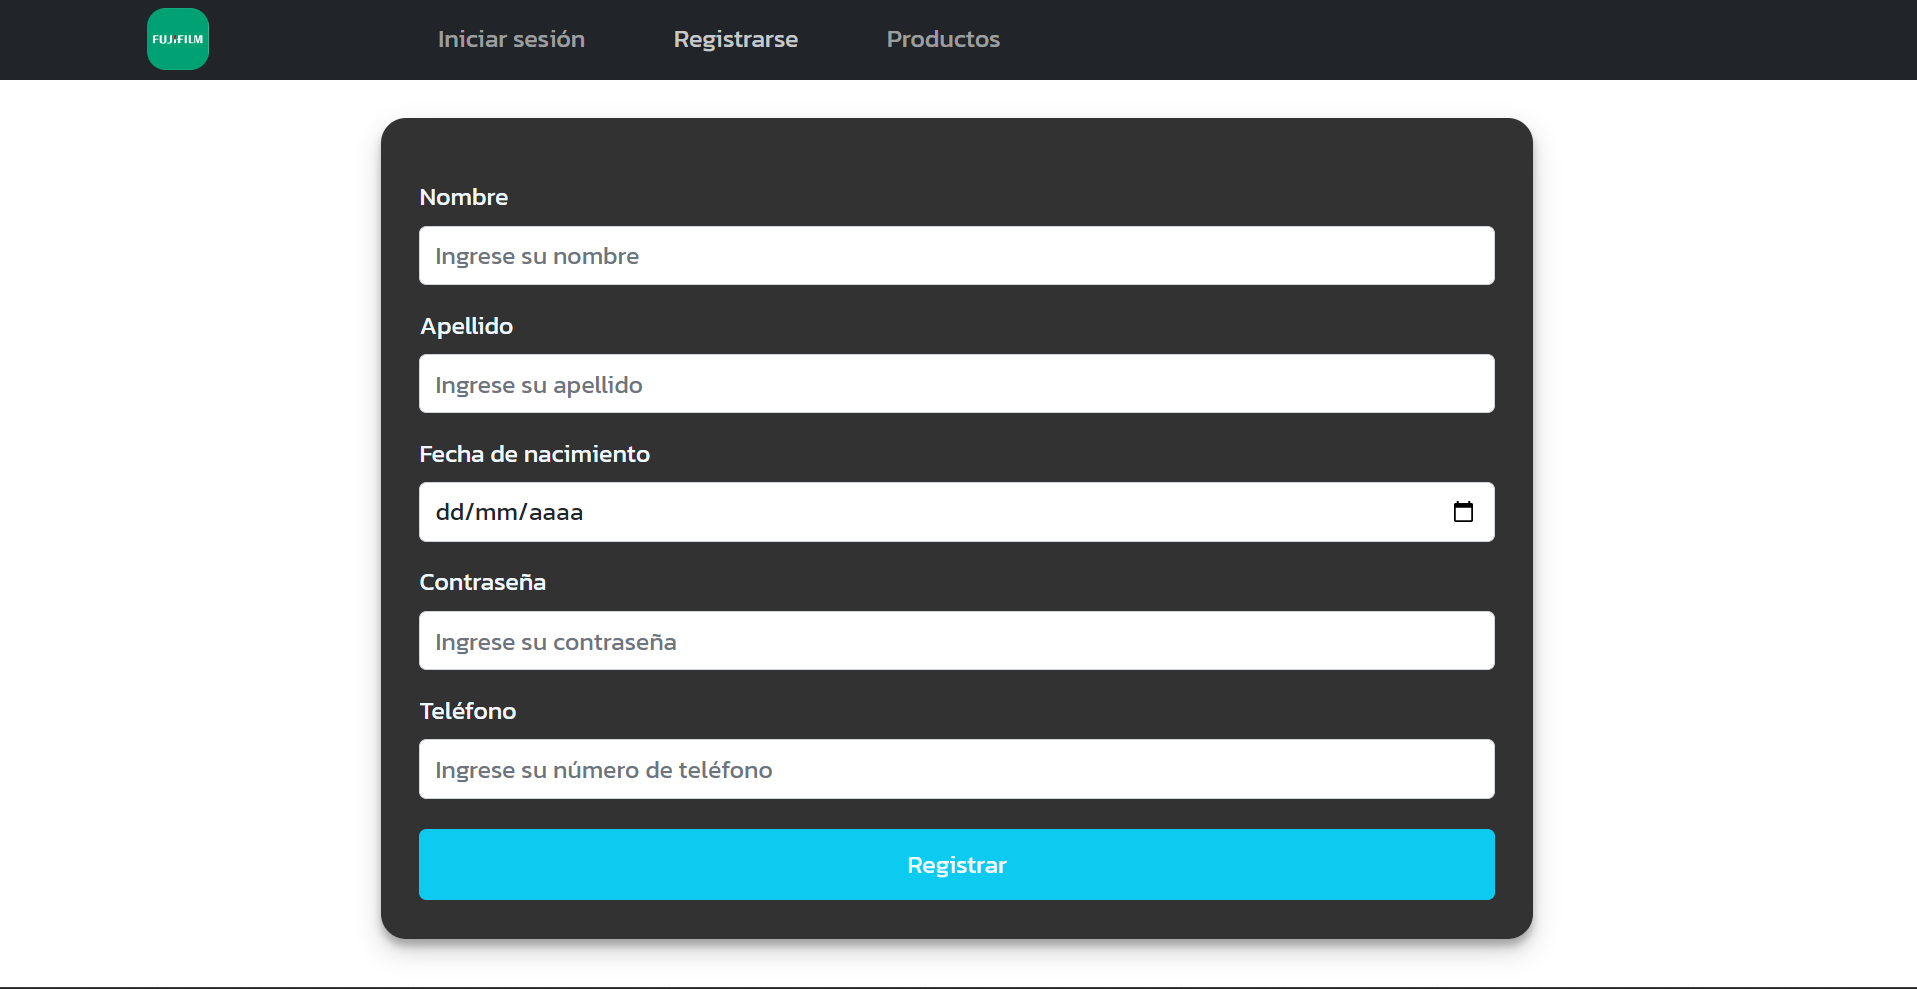 FUJIFILM
Iniciar sesión
Registrarse
Productos
Nombre
Ingrese su nombre
Apellido
Ingrese su apellido
Fecha de nacimiento
dd/mm/aaaa
Contraseña
Ingrese su contraseña
Teléfono
Ingrese su número de teléfono
Registrar